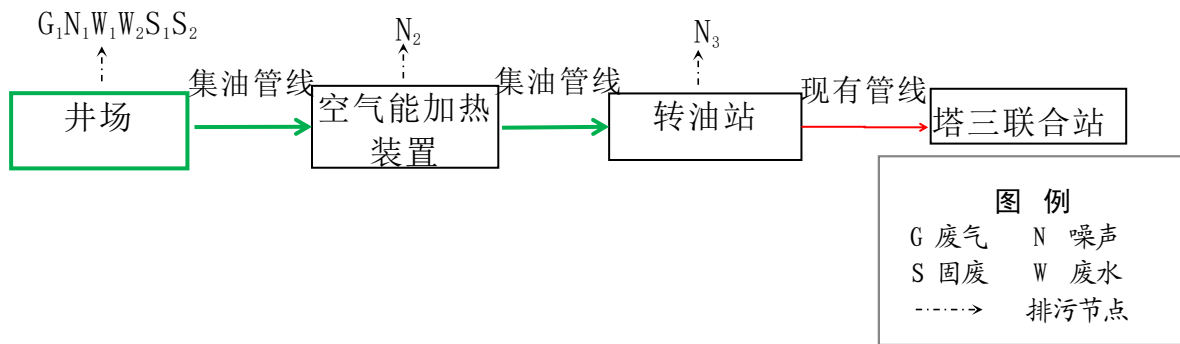 G₁N₁W₁W₂S₁S₂
N₂
N₃
集油管线
集油管线
现有管线
井场
空气能加热
装置
转油站
塔三联合站
图 例
G 废气 N 噪声
S 固废 W 废水
排污节点